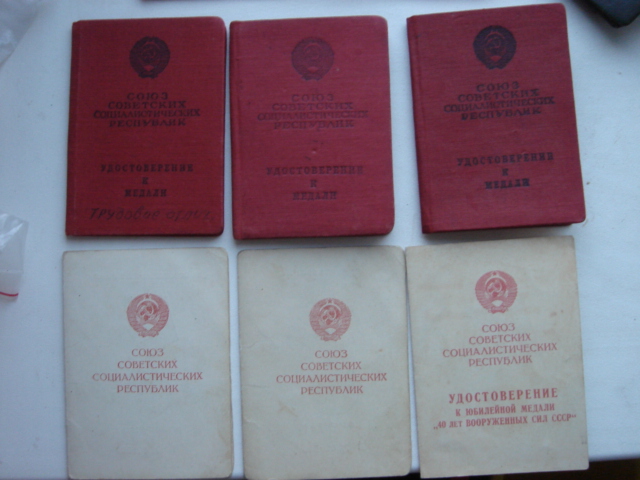 СОЮЗ
СОВЕТСКИХ
СОЦИАЛИСТИЧЕСКИХ
РЕСПУБЛИК
УДОСТОВЕРЕНИЕ
К
МЕДАЛИ
Трудовой
СОЮЗ
СОВЕТСКИХ
СОЦИАЛИСТИЧЕСКИХ
РЕСПУБЛИК
УДОСТОВЕРЕНИЕ
К
МЕДАЛИ
СОЮЗ
СОВЕТСКИХ
СОЦИАЛИСТИЧЕСКИХ
РЕСПУБЛИК
УДОСТОВЕРЕНИЕ
К
МЕДАЛИ
СОЮЗ
СОВЕТСКИХ
СОЦИАЛИСТИЧЕСКИХ
РЕСПУБЛИК
СОЮЗ
СОВЕТСКИХ
СОЦИАЛИСТИЧЕСКИХ
РЕСПУБЛИК
СОЮЗ
СОВЕТСКИХ
СОЦИАЛИСТИЧЕСКИХ
РЕСПУБЛИК
УДОСТОВЕРЕНИЕ
К ЮБИЛЕЙНОЙ МЕДАЛИ
„40 ЛЕТ ВООРУЖЕННЫХ СИЛ СССР“